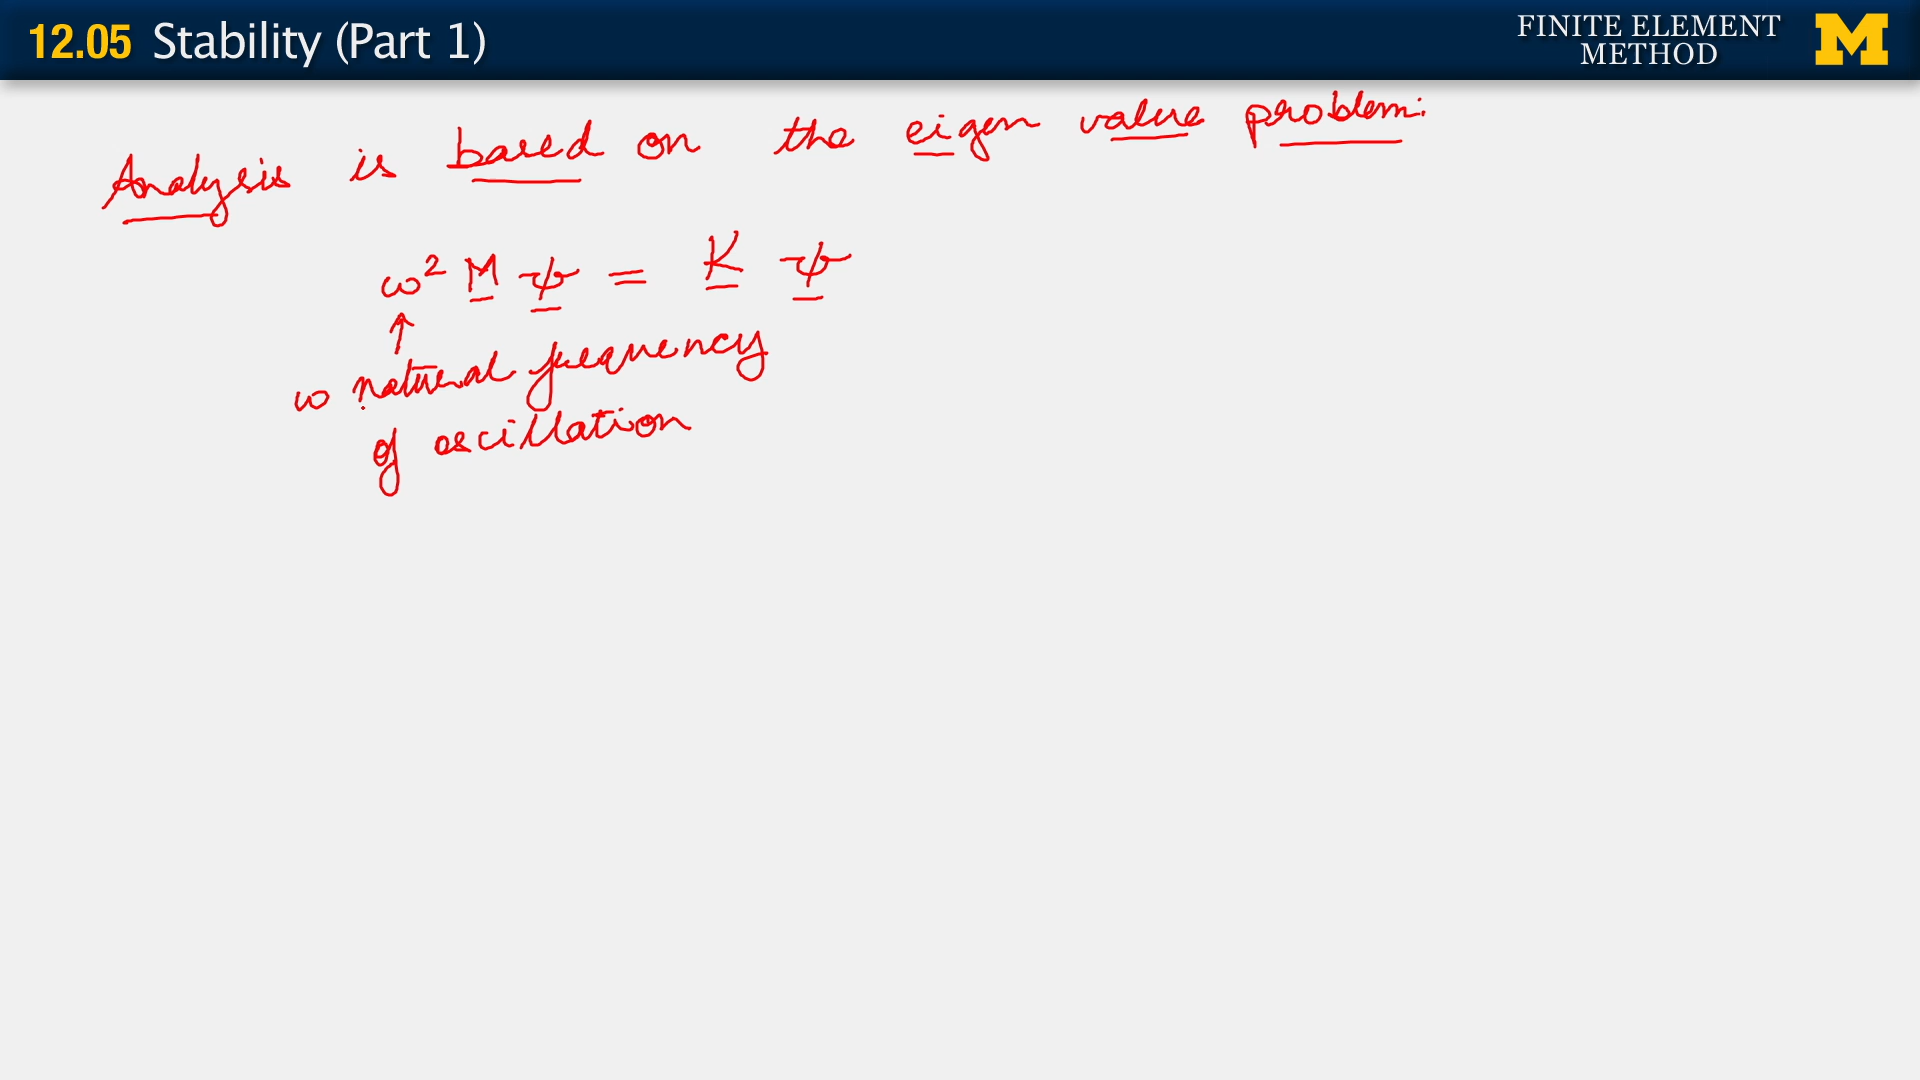 12.05 Stability (Part 1)
FINITE ELEMENT
METHOD
M
Analysis is based on the eigen value problem:
ω² M ψ = K ψ
↑
ω natural frequency
of oscillation